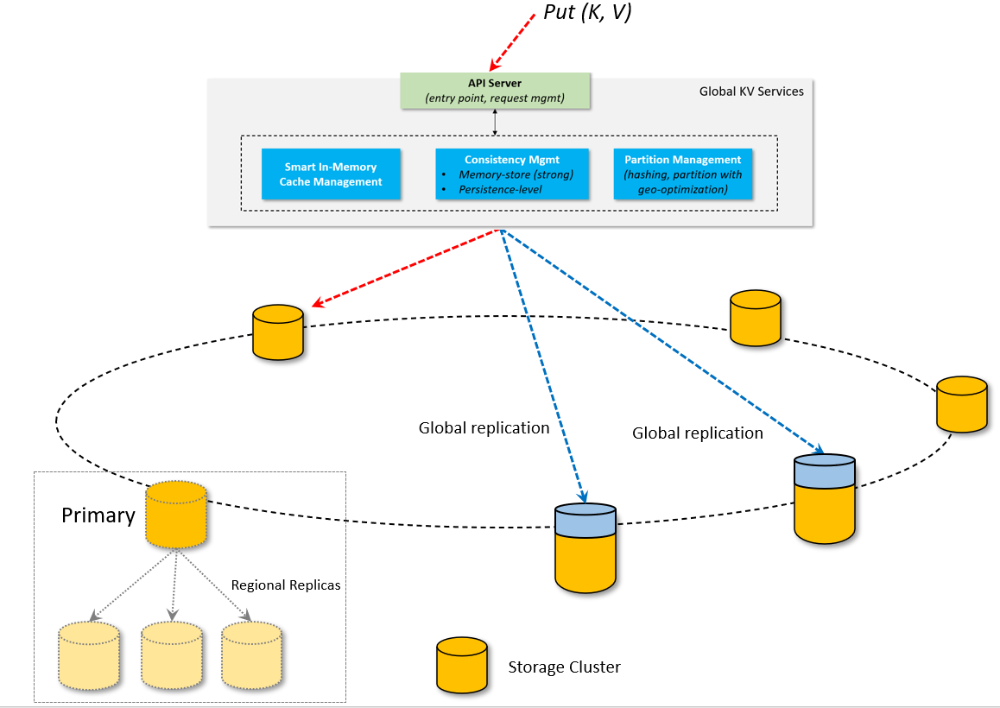 Put (K, V)
API Server
(entry point, request mgmt)
Global KV Services
Smart In-Memory
Cache Management
Consistency Mgmt
• Memory-store (strong)
• Persistence-level
Partition Management
(hashing, partition with
geo-optimization)
Global replication
Global replication
Primary
Regional Replicas
Storage Cluster